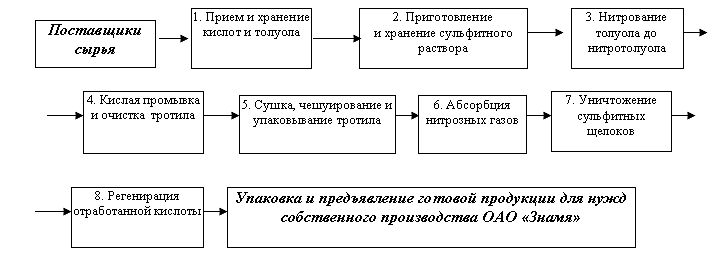 Поставщики
сырья
1. Прием и хранение
кислот и толуола
2. Приготовление
и хранение сульфитного
раствора
3. Нитрование
толуола до
нитротолуола
4. Кислая промывка
и очистка тротила
5. Сушка, чешуирование и
упаковывание тротила
6. Абсорбция
нитрозных газов
7. Уничтожение
сульфитных
щелоков
8. Регенирация
отработанной кислоты
Упаковка и предъявление готовой продукции для нужд
собственного производства ОАО «Знамя»